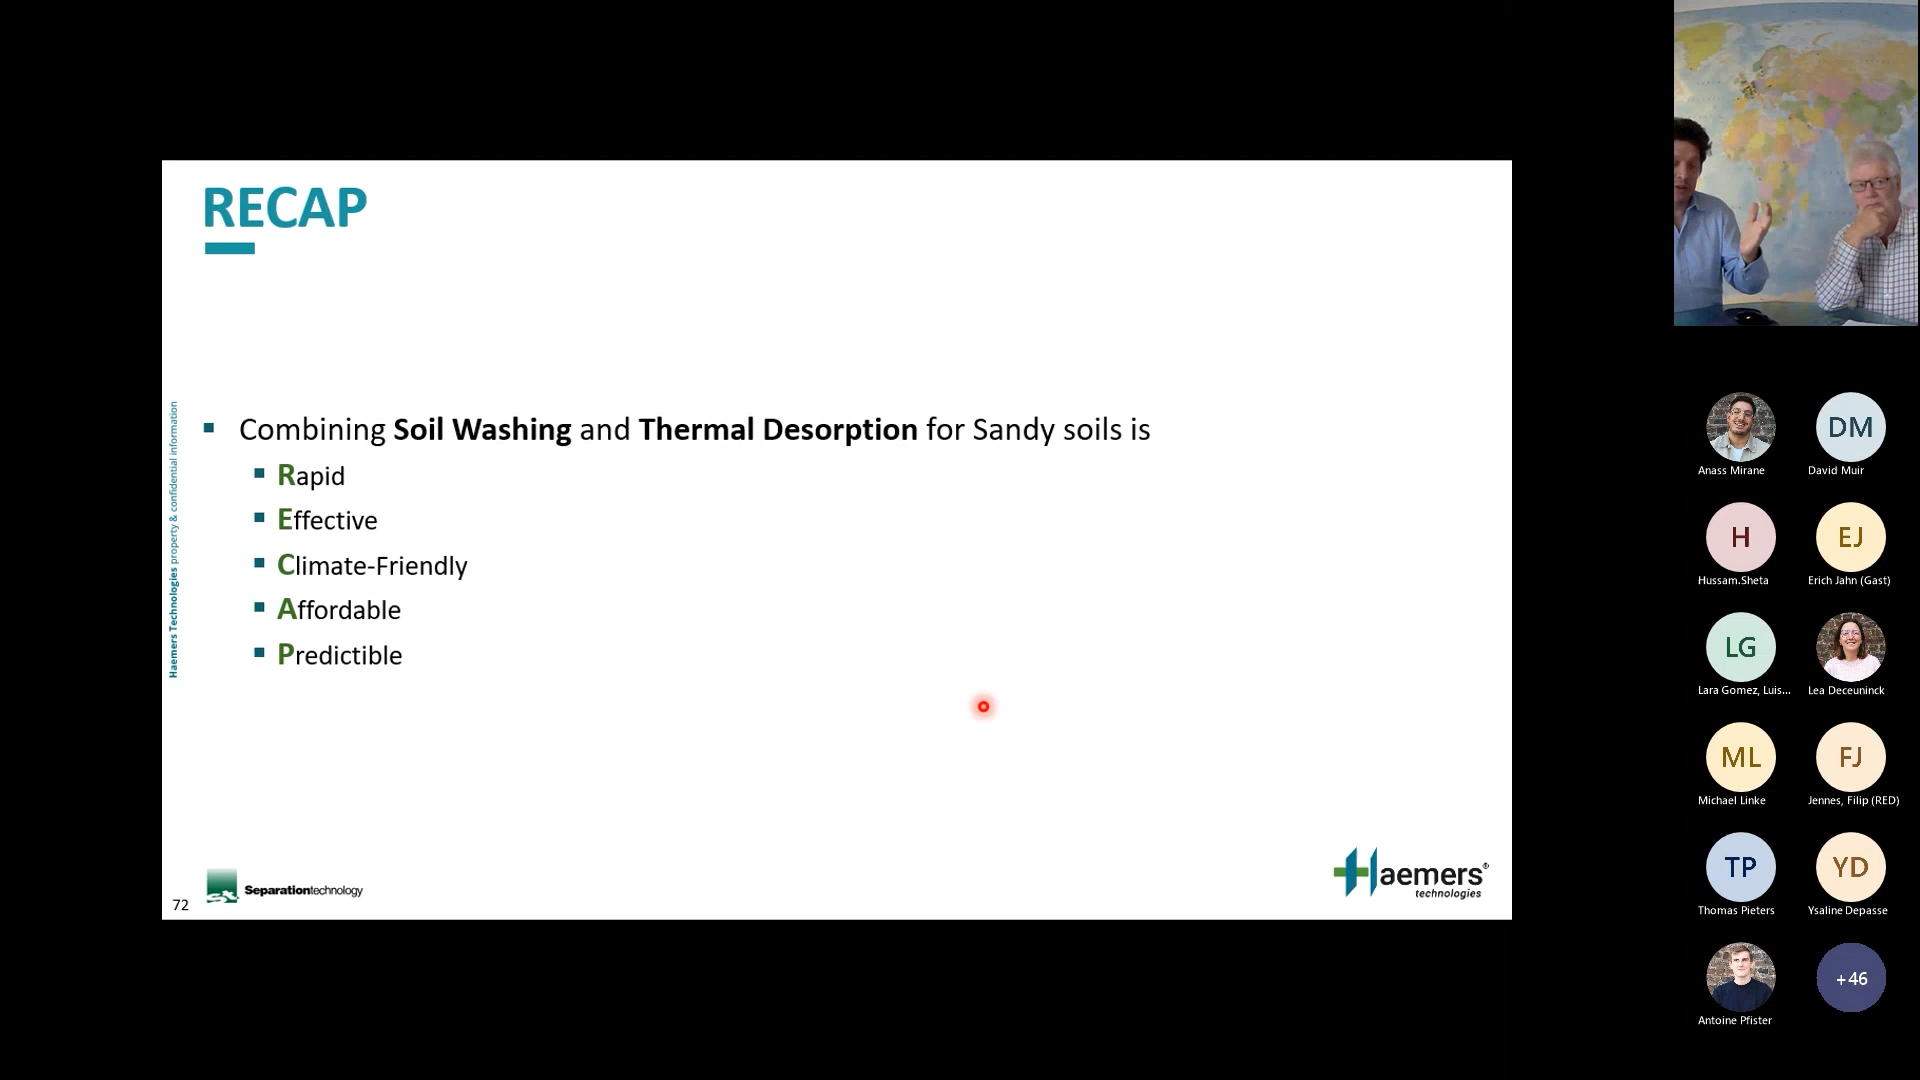 RECAP
Combining Soil Washing and Thermal Desorption for Sandy soils is
Rapid
Effective
Climate-Friendly
Affordable
Predictible
Haemers Technologies property & confidential information
72
st
Separationtechnology
Haemers®
technologies
Anass Mirane
DM
David Muir
H
Hussam.Sheta
EJ
Erich Jahn (Gast)
LG
Lara Gomez, Luis...
Lea Deceuninck
ML
Michael Linke
FJ
Jennes, Filip (RED)
TP
Thomas Pieters
YD
Ysaline Depasse
Antoine Pfister
+46